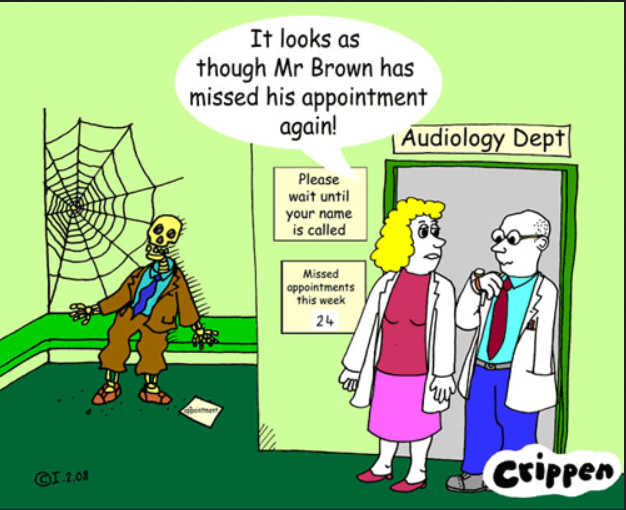 It looks as
though Mr Brown has
missed his appointment
again!
Audiology Dept
Please
wait until
your name
is called
Missed
appointments
this week
24
appointment
©I.2.08
Crippen